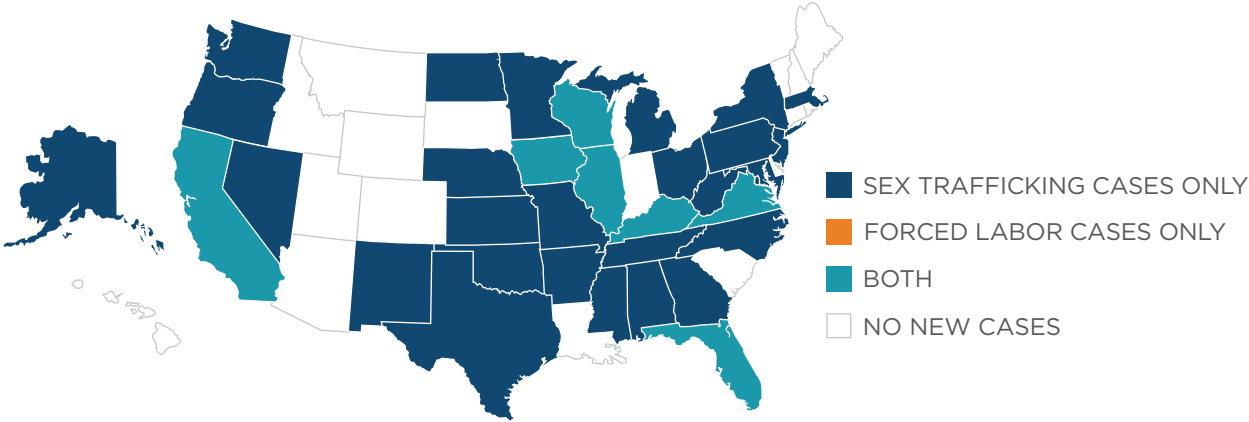 SEX TRAFFICKING CASES ONLY
FORCED LABOR CASES ONLY
BOTH
NO NEW CASES